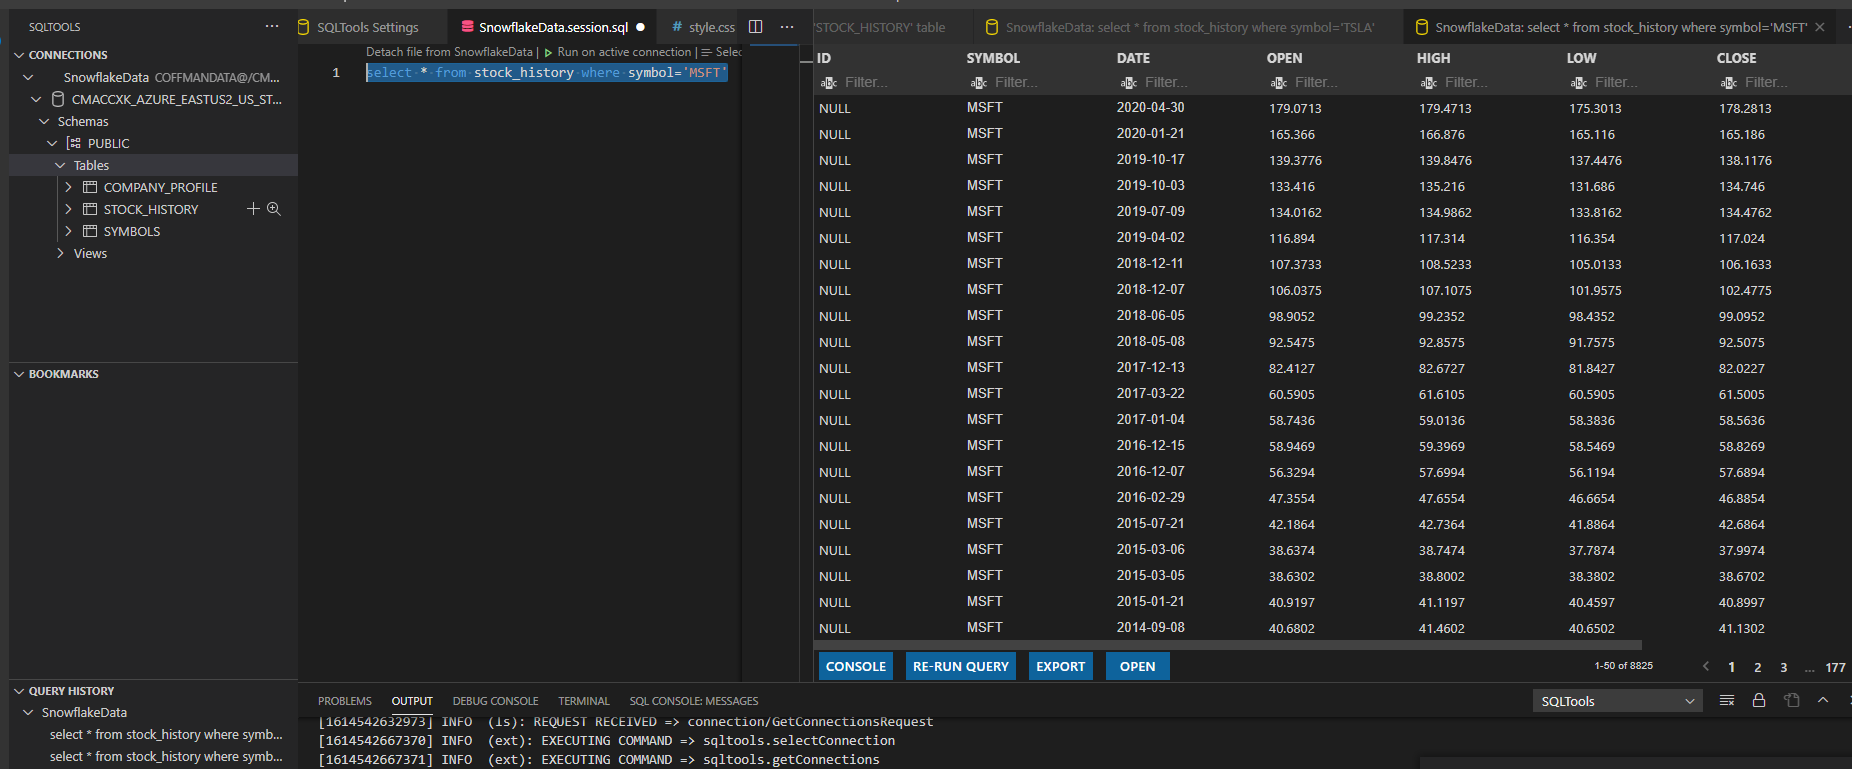 SQLTOOLS ...
CONNECTIONS
SnowflakeData COFFMANDATA@/CM...
CMACCXK_AZURE_EASTUS2_US_ST...
Schemas
PUBLIC
Tables
COMPANY_PROFILE
STOCK_HISTORY
SYMBOLS
Views
BOOKMARKS
QUERY HISTORY
SnowflakeData
select * from stock_history where symb...
select * from stock_history where symb...
SQLTools Settings SnowflakeData.session.sql # style.css ...
Detach file from SnowflakeData | Run on active connection | Selec
1 select * from stock_history where symbol='MSFT'
'STOCK_HISTORY' table SnowflakeData: select * from stock_history where symbol='TSLA' SnowflakeData: select * from stock_history where symbol='MSFT'
ID SYMBOL DATE OPEN HIGH LOW CLOSE
abc Filter... abc Filter... abc Filter... abc Filter... abc Filter... abc Filter... abc Filter...
NULL MSFT 2020-04-30 179.0713 179.4713 175.3013 178.2813
NULL MSFT 2020-01-21 165.366 166.876 165.116 165.186
NULL MSFT 2019-10-17 139.3776 139.8476 137.4476 138.1176
NULL MSFT 2019-10-03 133.416 135.216 131.686 134.746
NULL MSFT 2019-07-09 134.0162 134.9862 133.8162 134.4762
NULL MSFT 2019-04-02 116.894 117.314 116.354 117.024
NULL MSFT 2018-12-11 107.3733 108.5233 105.0133 106.1633
NULL MSFT 2018-12-07 106.0375 107.1075 101.9575 102.4775
NULL MSFT 2018-06-05 98.9052 99.2352 98.4352 99.0952
NULL MSFT 2018-05-08 92.5475 92.8575 91.7575 92.5075
NULL MSFT 2017-12-13 82.4127 82.6727 81.8427 82.0227
NULL MSFT 2017-03-22 60.5905 61.6105 60.5905 61.5005
NULL MSFT 2017-01-04 58.7436 59.0136 58.3836 58.5636
NULL MSFT 2016-12-15 58.9469 59.3969 58.5469 58.8269
NULL MSFT 2016-12-07 56.3294 57.6994 56.1194 57.6894
NULL MSFT 2016-02-29 47.3554 47.6554 46.6654 46.8854
NULL MSFT 2015-07-21 42.1864 42.7364 41.8864 42.6864
NULL MSFT 2015-03-06 38.6374 38.7474 37.7874 37.9974
NULL MSFT 2015-03-05 38.6302 38.8002 38.3802 38.6702
NULL MSFT 2015-01-21 40.9197 41.1197 40.4597 40.8997
NULL MSFT 2014-09-08 40.6802 41.4602 40.6502 41.1302
CONSOLE RE-RUN QUERY EXPORT OPEN 1-50 of 8825 1 2 3 ... 177
PROBLEMS OUTPUT DEBUG CONSOLE TERMINAL SQL CONSOLE: MESSAGES SQLTools
[1614542632973] INFO (ls): REQUEST RECEIVED => connection/GetConnectionsRequest
[1614542667370] INFO (ext): EXECUTING COMMAND => sqltools.selectConnection
[1614542667371] INFO (ext): EXECUTING COMMAND => sqltools.getConnections